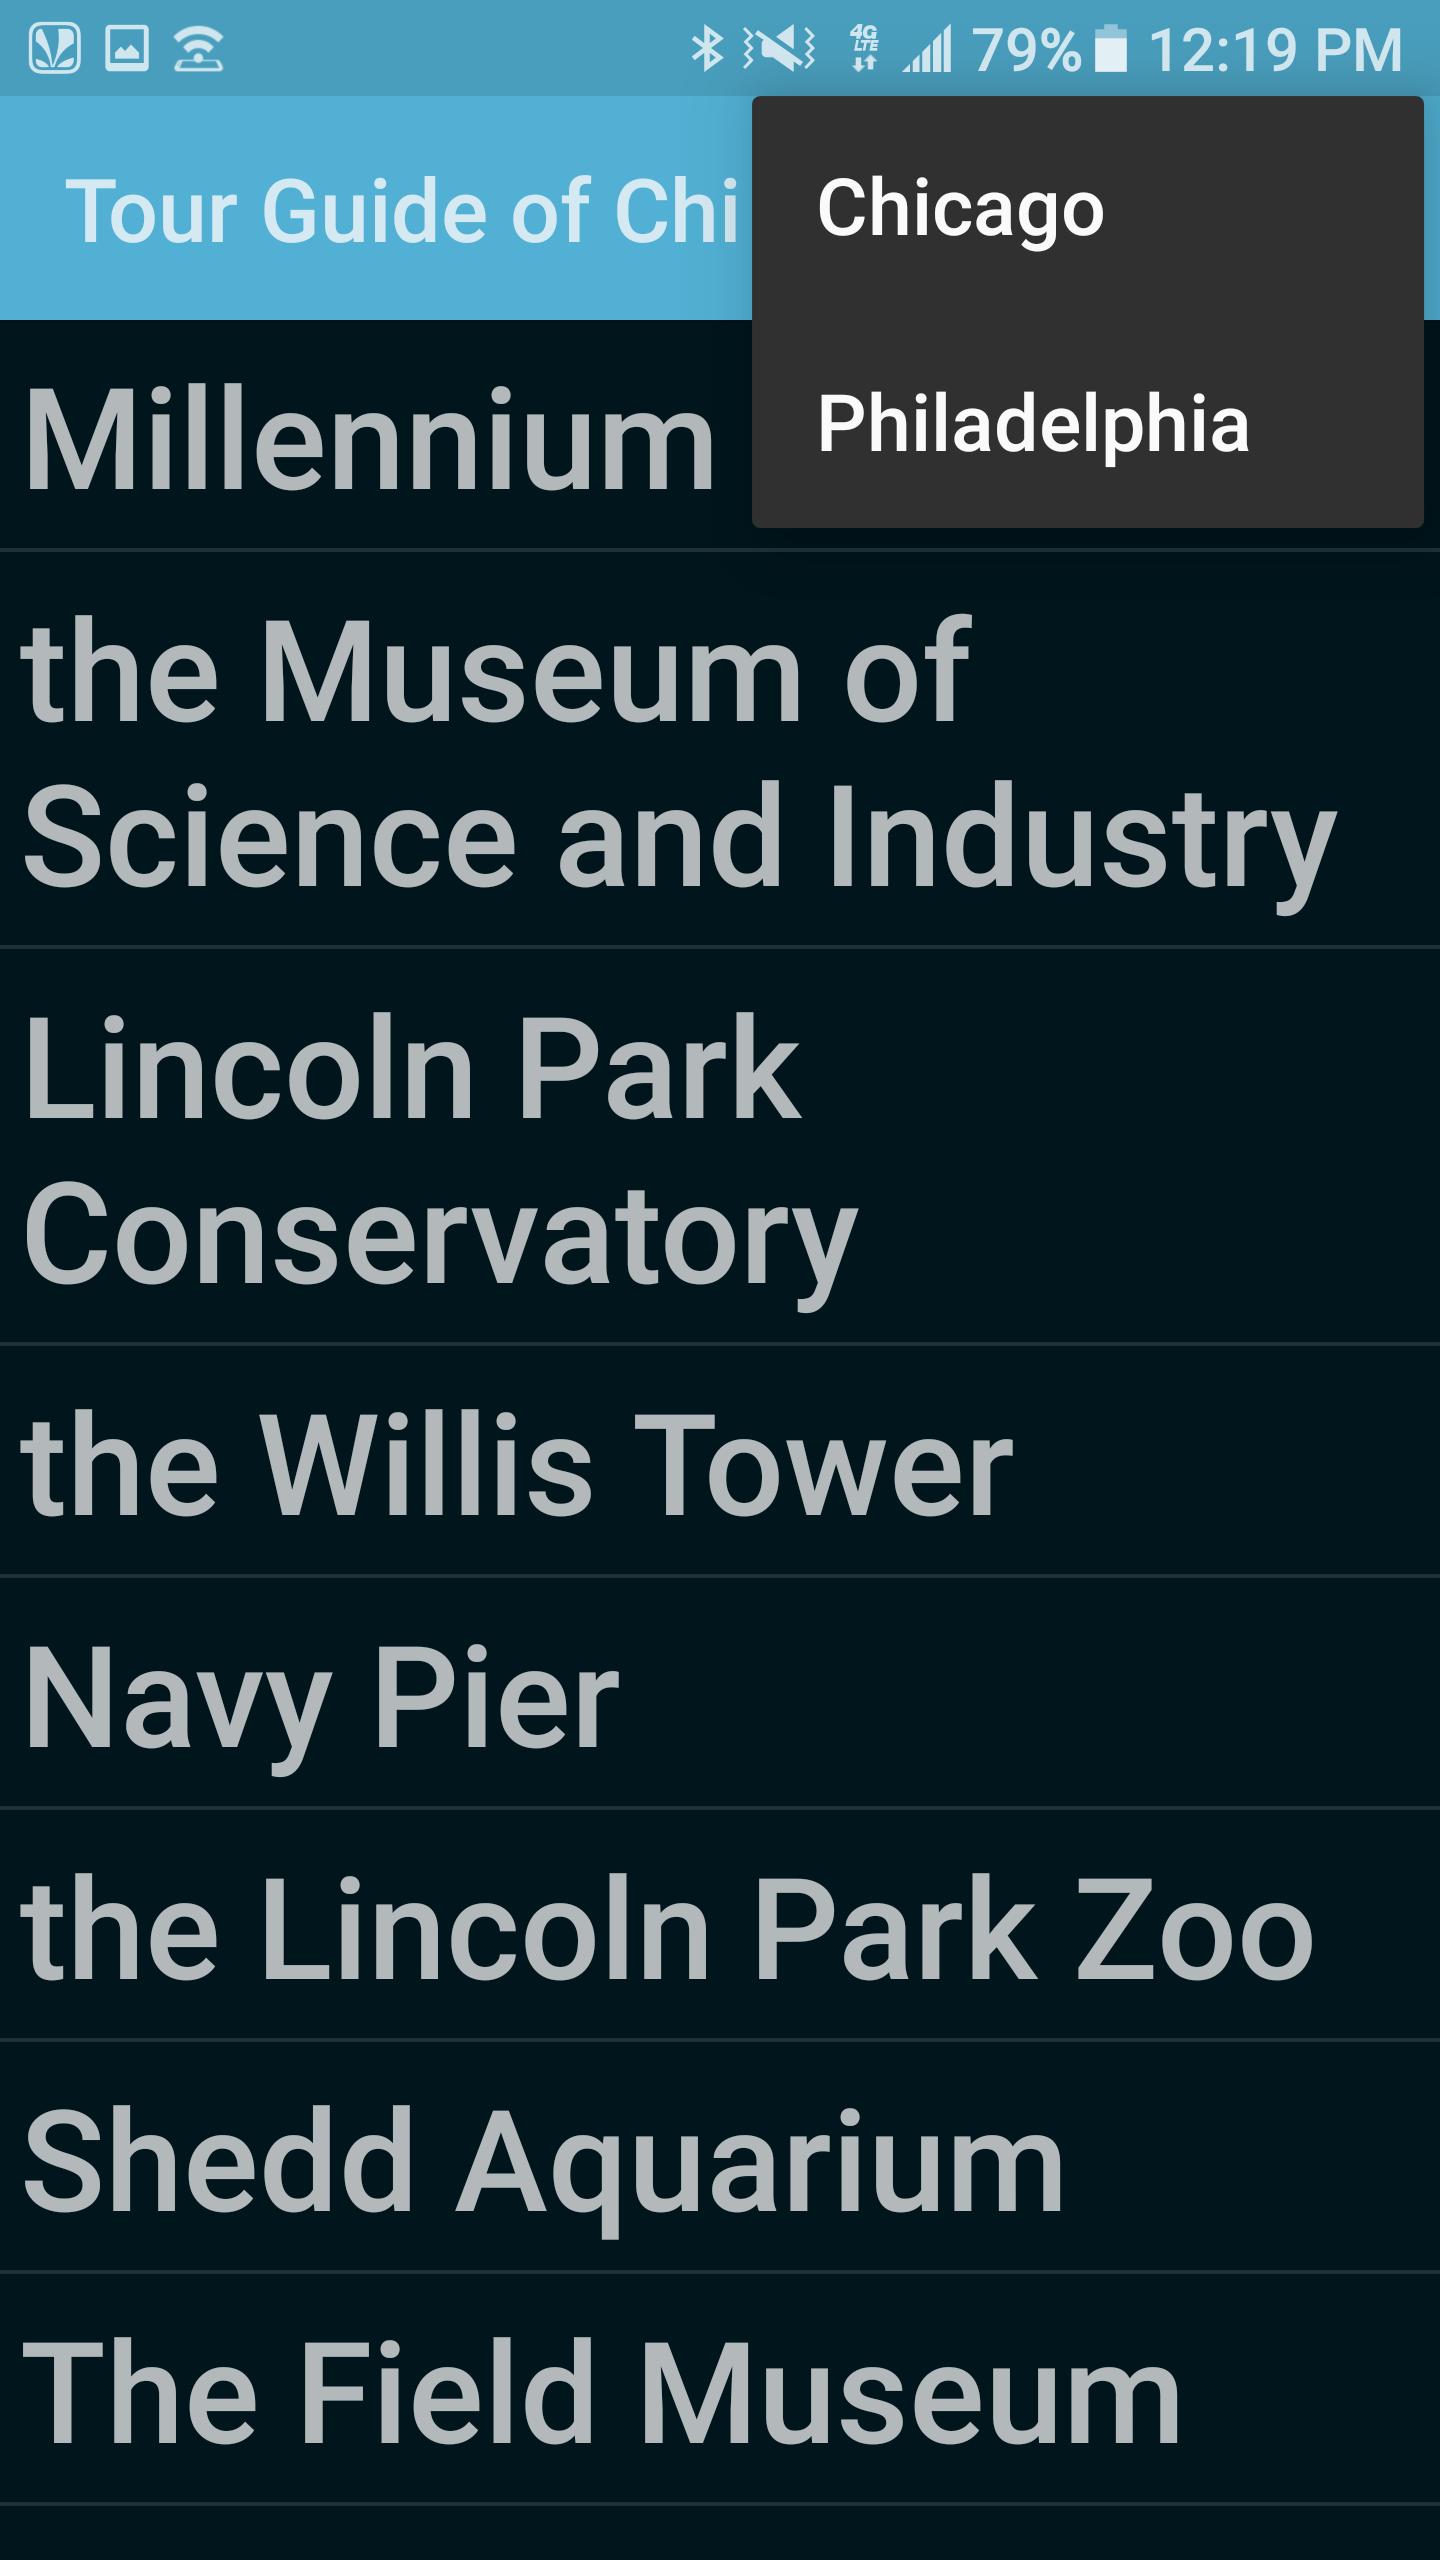 4G LTE 79% 12:19 PM
Tour Guide of Chi
Chicago
Philadelphia
Millennium
the Museum of
Science and Industry
Lincoln Park
Conservatory
the Willis Tower
Navy Pier
the Lincoln Park Zoo
Shedd Aquarium
The Field Museum